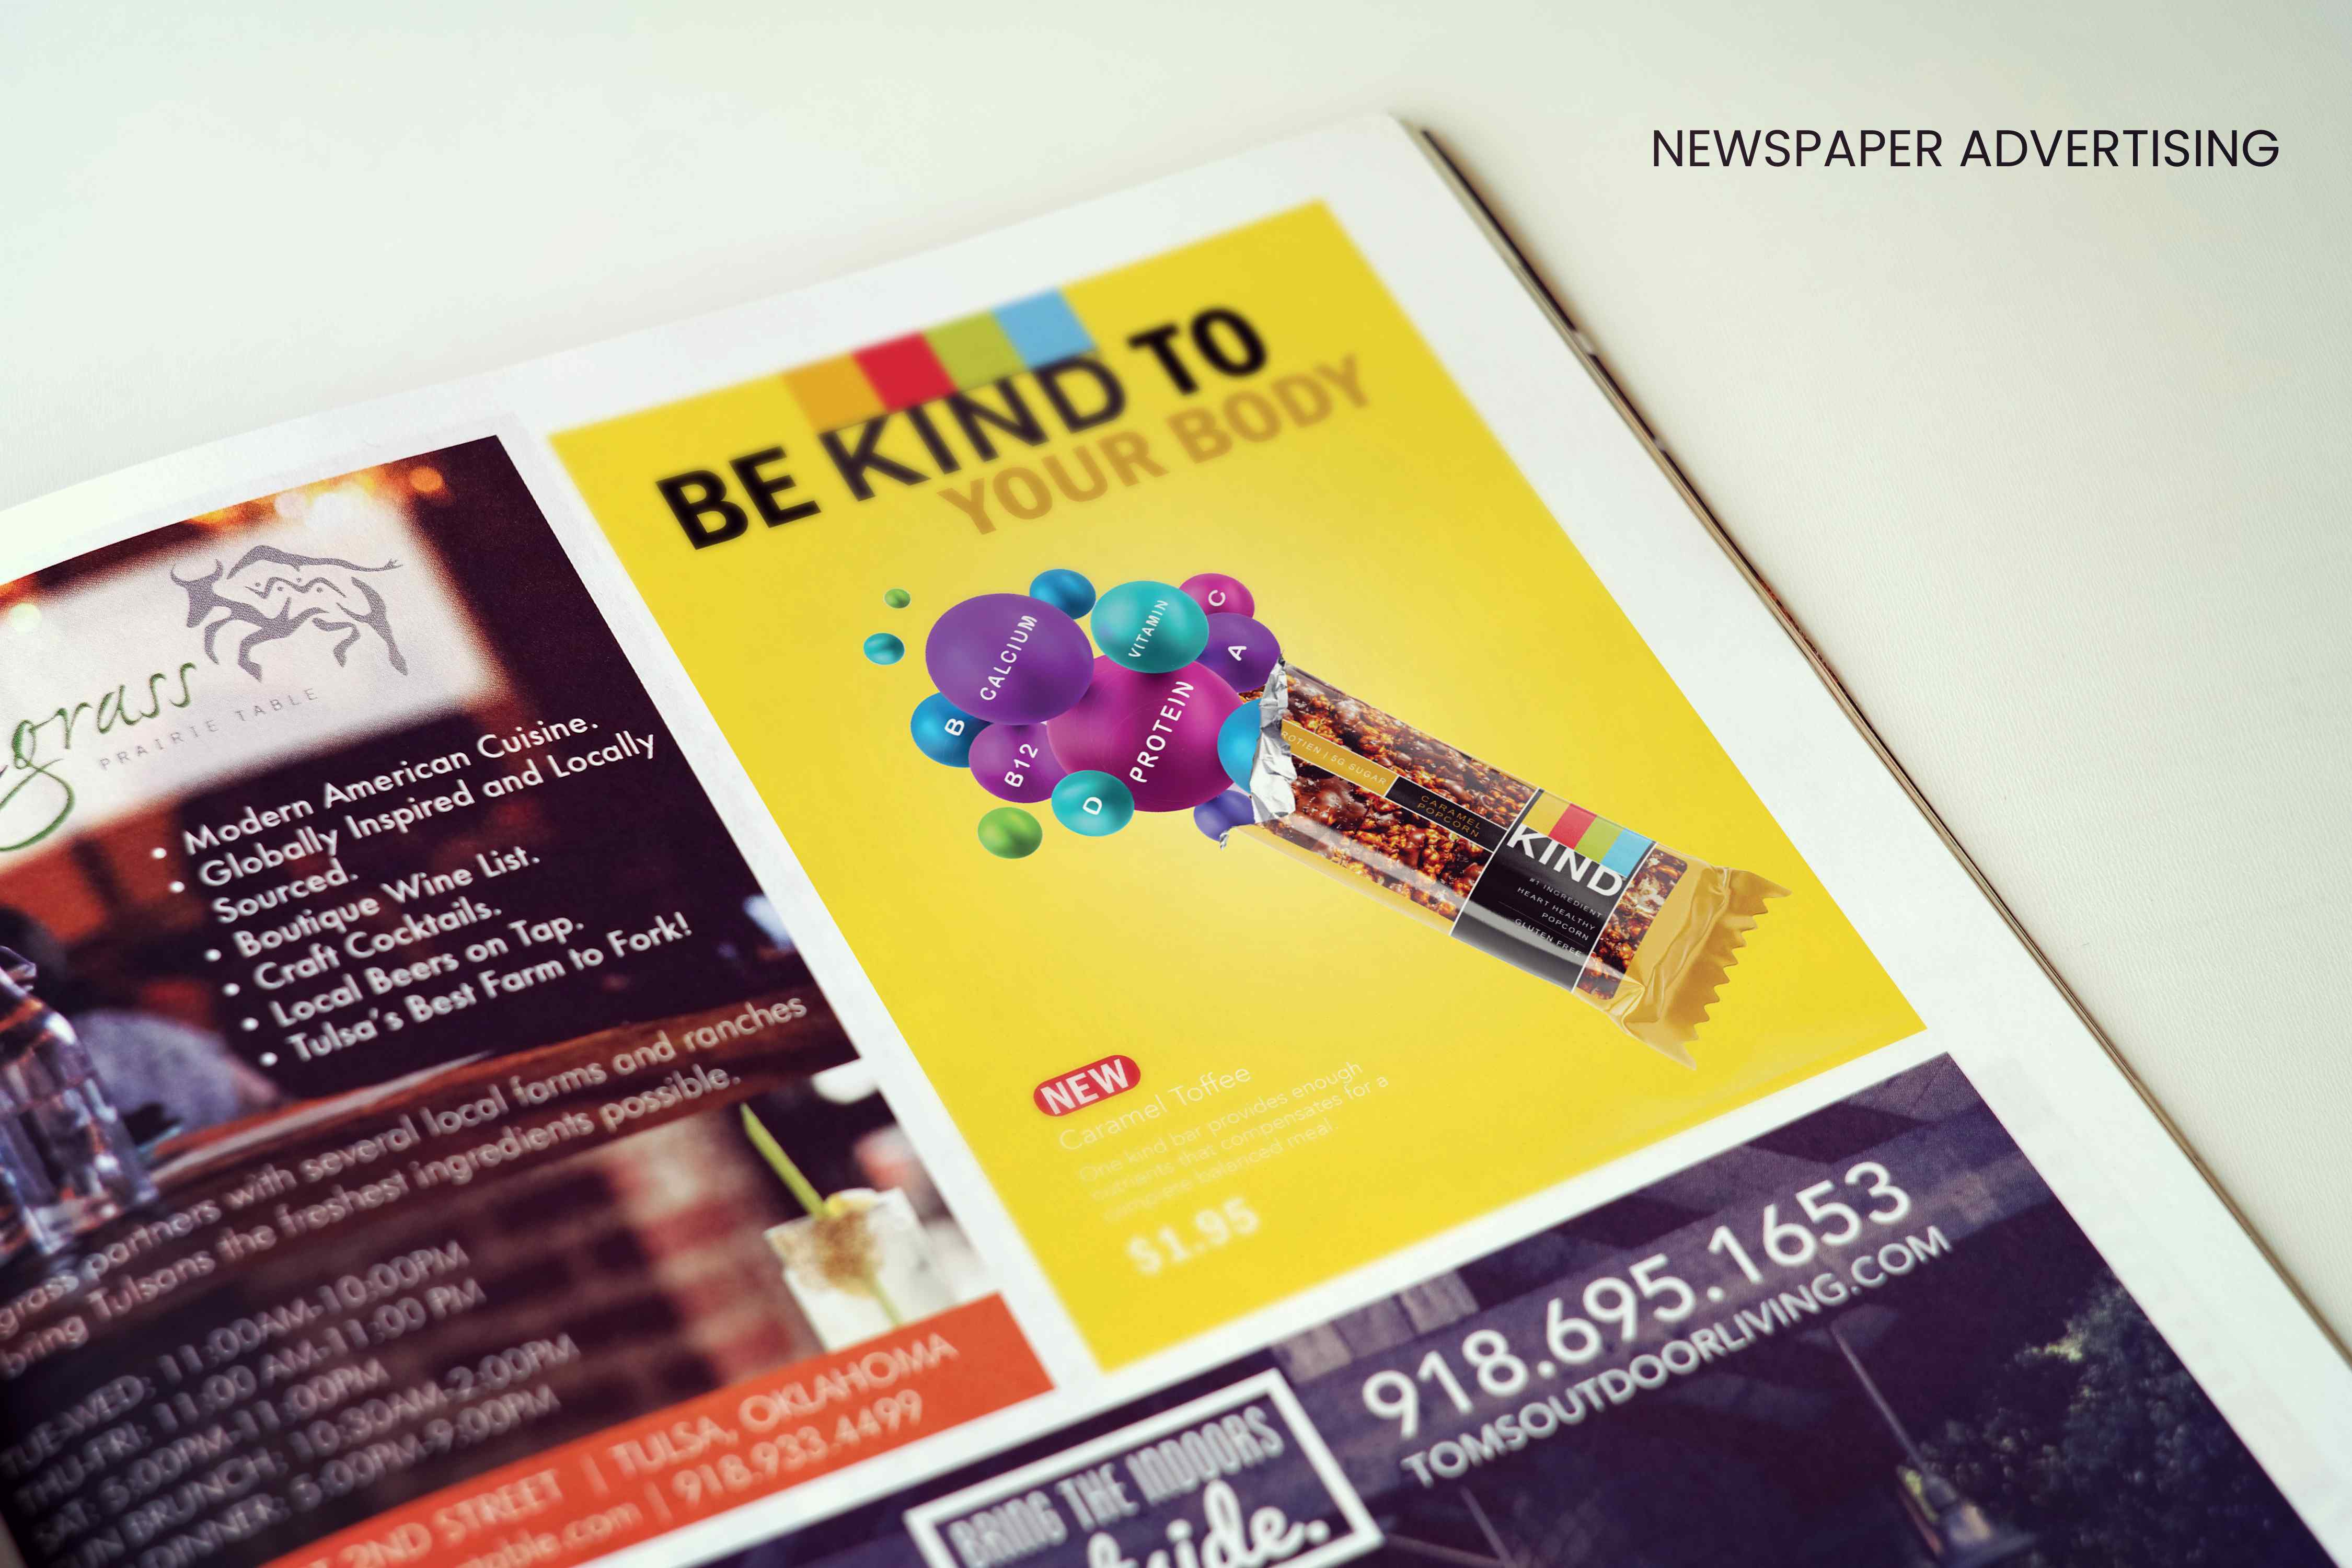 NEWSPAPER ADVERTISING
BE KIND TO
YOUR BODY
CALCIUM
VITAMIN
C
A
B
B12
PROTEIN
D
5G SUGAR
CARAMEL
POPCORN
KIND
#1 INGREDIENT
HEART HEALTHY
POPCORN
GLUTEN FREE
NEW
Caramel Toffee
One kind bar provides enough
nutrients that compensates for a
complete balanced meal.
$1.95
grass
PRAIRIE TABLE
• Modern American Cuisine.
• Globally Inspired and Locally
Sourced.
• Boutique Wine List.
• Craft Cocktails.
• Local Beers on Tap.
• Tulsa's Best Farm to Fork!
grass partners with several local farms and ranches
bring Tulsans the freshest ingredients possible.
TUE-WED: 11:00AM-10:00PM
THU-FRI: 11:00 AM-11:00 PM
SAT: 5:00PM-11:00PM
BRUNCH: 10:30AM-2:00PM
DINNER: 5:00PM-9:00PM
2ND STREET | TULSA, OKLAHOMA
table.com | 918.933.4499
918.695.1653
TOMSOUTDOORLIVING.COM
BRING THE INDOORS